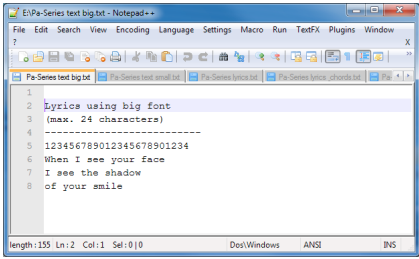 E:\Pa-Series text big.txt - Notepad++
File Edit Search View Encoding Language Settings Macro Run TextFX Plugins Window
? X
Pa-Series text big.txt Pa-Series text small.txt Pa-Series lyrics.txt Pa-Series lyrics_chords.txt Pa-
1
2 Lyrics using big font
3 (max. 24 characters)
4 --------------------------
5 123456789012345678901234
6 When I see your face
7 I see the shadow
8 of your smile
length:155 Ln:2 Col:1 Sel:0|0 Dos\Windows ANSI INS